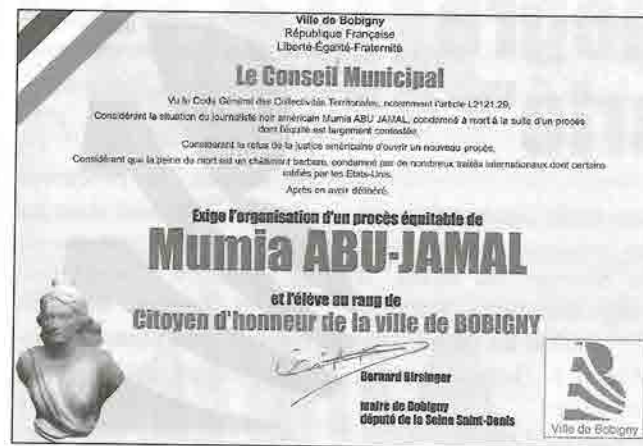 Ville de Bobigny
République Française
Liberté-Égalité-Fraternité
Le Conseil Municipal
Vu le Code Général des Collectivités Territoriales, notamment l'article L2121.29,
Considérant la situation du journaliste noir américain Mumia ABU JAMAL, condamné à mort à la suite d'un procès
dont l'équité est largement contestée,
Considérant le refus de la justice américaine d'ouvrir un nouveau procès,
Considérant que la peine de mort est un châtiment barbare, condamné par de nombreux traités internationaux dont certains
ratifiés par les Etats-Unis,
Après en avoir délibéré,
Exige l'organisation d'un procès équitable de
Mumia ABU-JAMAL
et l'élève au rang de
Citoyen d'honneur de la ville de BOBIGNY
Bernard Birsinger
maire de Bobigny
député de la Seine Saint-Denis
Ville de Bobigny